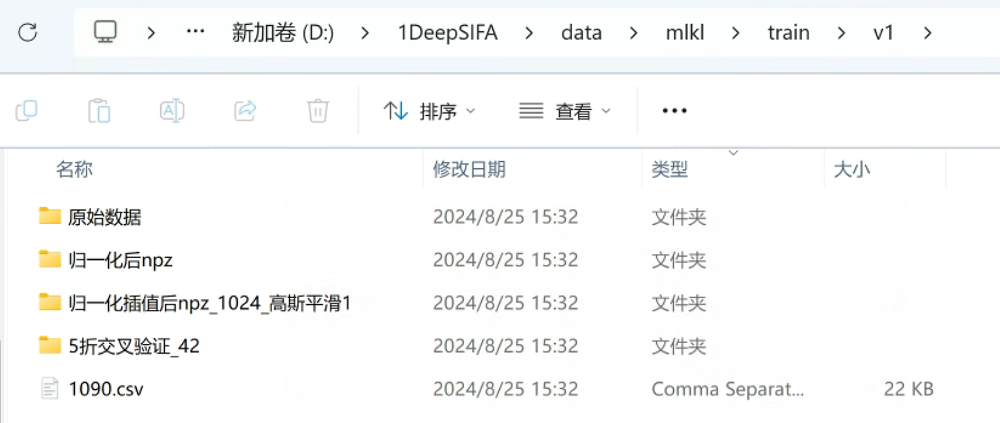 … 新加卷 (D:) > 1DeepSIFA > data > mlkl > train > v1 >
排序 查看 •••
名称 修改日期 类型 大小
原始数据 2024/8/25 15:32 文件夹
归一化后npz 2024/8/25 15:32 文件夹
归一化插值后npz_1024_高斯平滑1 2024/8/25 15:32 文件夹
5折交叉验证_42 2024/8/25 15:32 文件夹
1090.csv 2024/8/25 15:32 Comma Separat... 22 KB